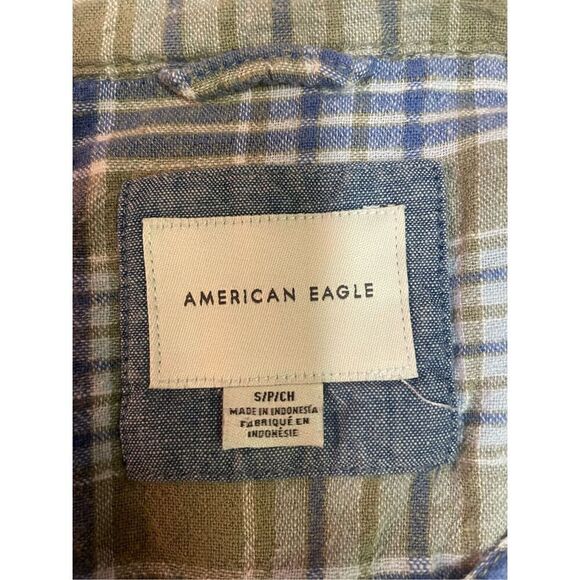 AMERICAN EAGLE
S/P/CH
MADE IN INDONESIA
FABRIQUÉ EN
INDONÉSIE